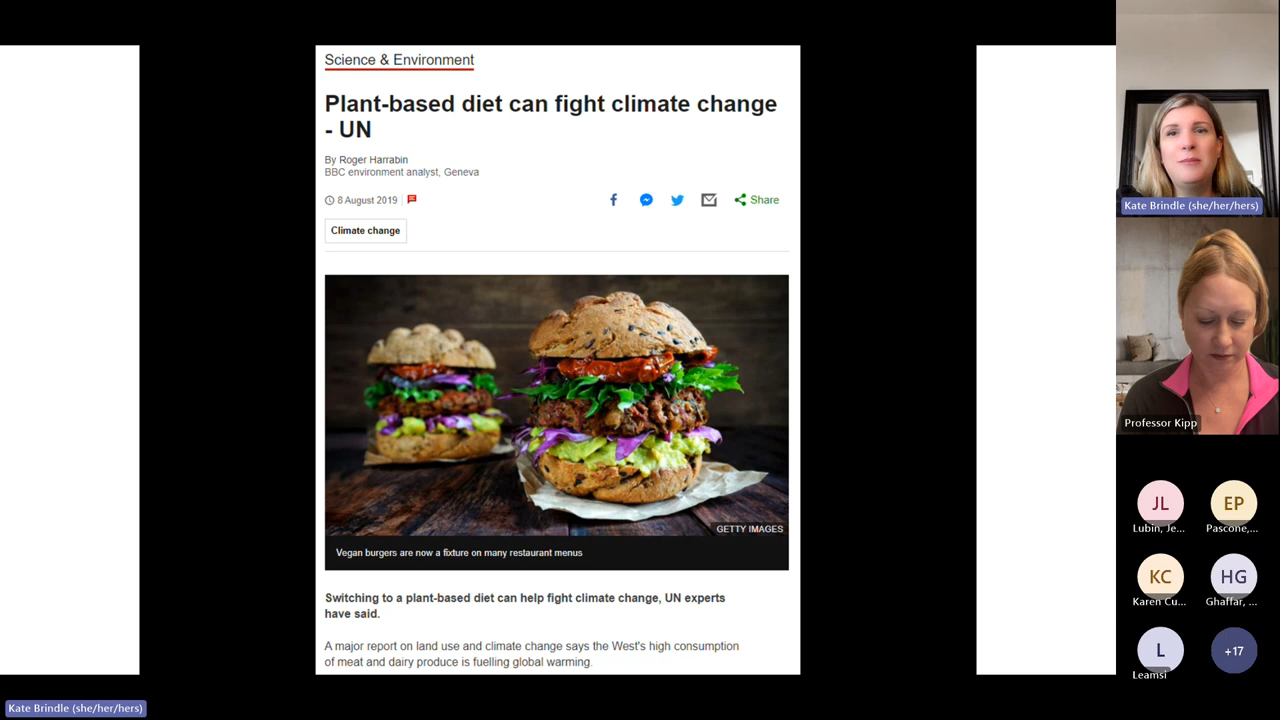 Science & Environment
Plant-based diet can fight climate change
- UN
By Roger Harrabin
BBC environment analyst, Geneva
8 August 2019
Share
Climate change
GETTY IMAGES
Vegan burgers are now a fixture on many restaurant menus
Switching to a plant-based diet can help fight climate change, UN experts
have said.
A major report on land use and climate change says the West's high consumption
of meat and dairy produce is fuelling global warming.
Kate Brindle (she/her/hers)
Professor Kipp
JL
EP
Lubin, Je...
Pascone,...
KC
HG
Karen Cu...
Ghaffar, ...
L
+17
Leamsi
Kate Brindle (she/her/hers)